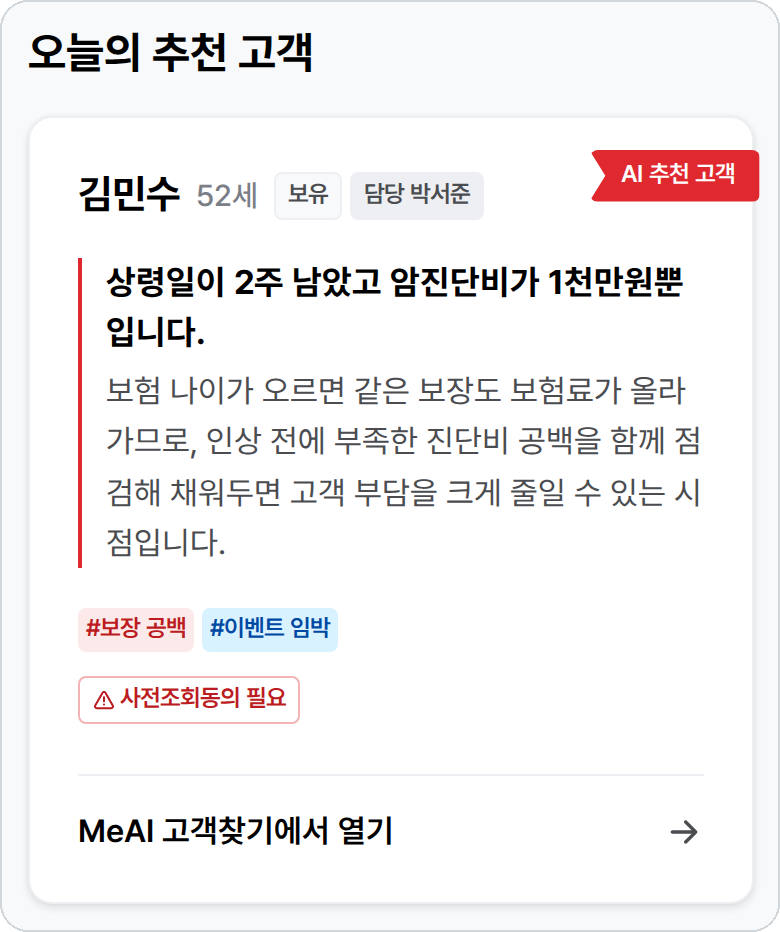 오늘의 추천 고객
AI 추천 고객
김민수 52세 보유 담당 박서준
상령일이 2주 남았고 암진단비가 1천만원뿐
입니다.
보험 나이가 오르면 같은 보장도 보험료가 올라
가므로, 인상 전에 부족한 진단비 공백을 함께 점
검해 채워두면 고객 부담을 크게 줄일 수 있는 시
점입니다.
#보장 공백 #이벤트 임박
사전조회동의 필요
MeAI 고객찾기에서 열기